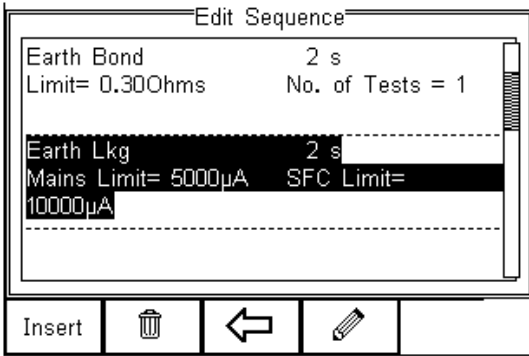 Edit Sequence
Earth Bond 2 s
Limit= 0.30Ohms No. of Tests = 1
Earth Lkg 2 s
Mains Limit= 5000µA SFC Limit=
10000µA
Insert